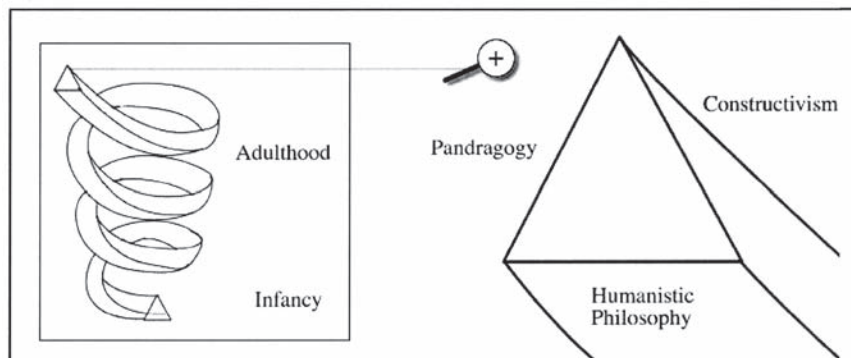 Adulthood
Infancy
Pandragogy
Constructivism
Humanistic
Philosophy